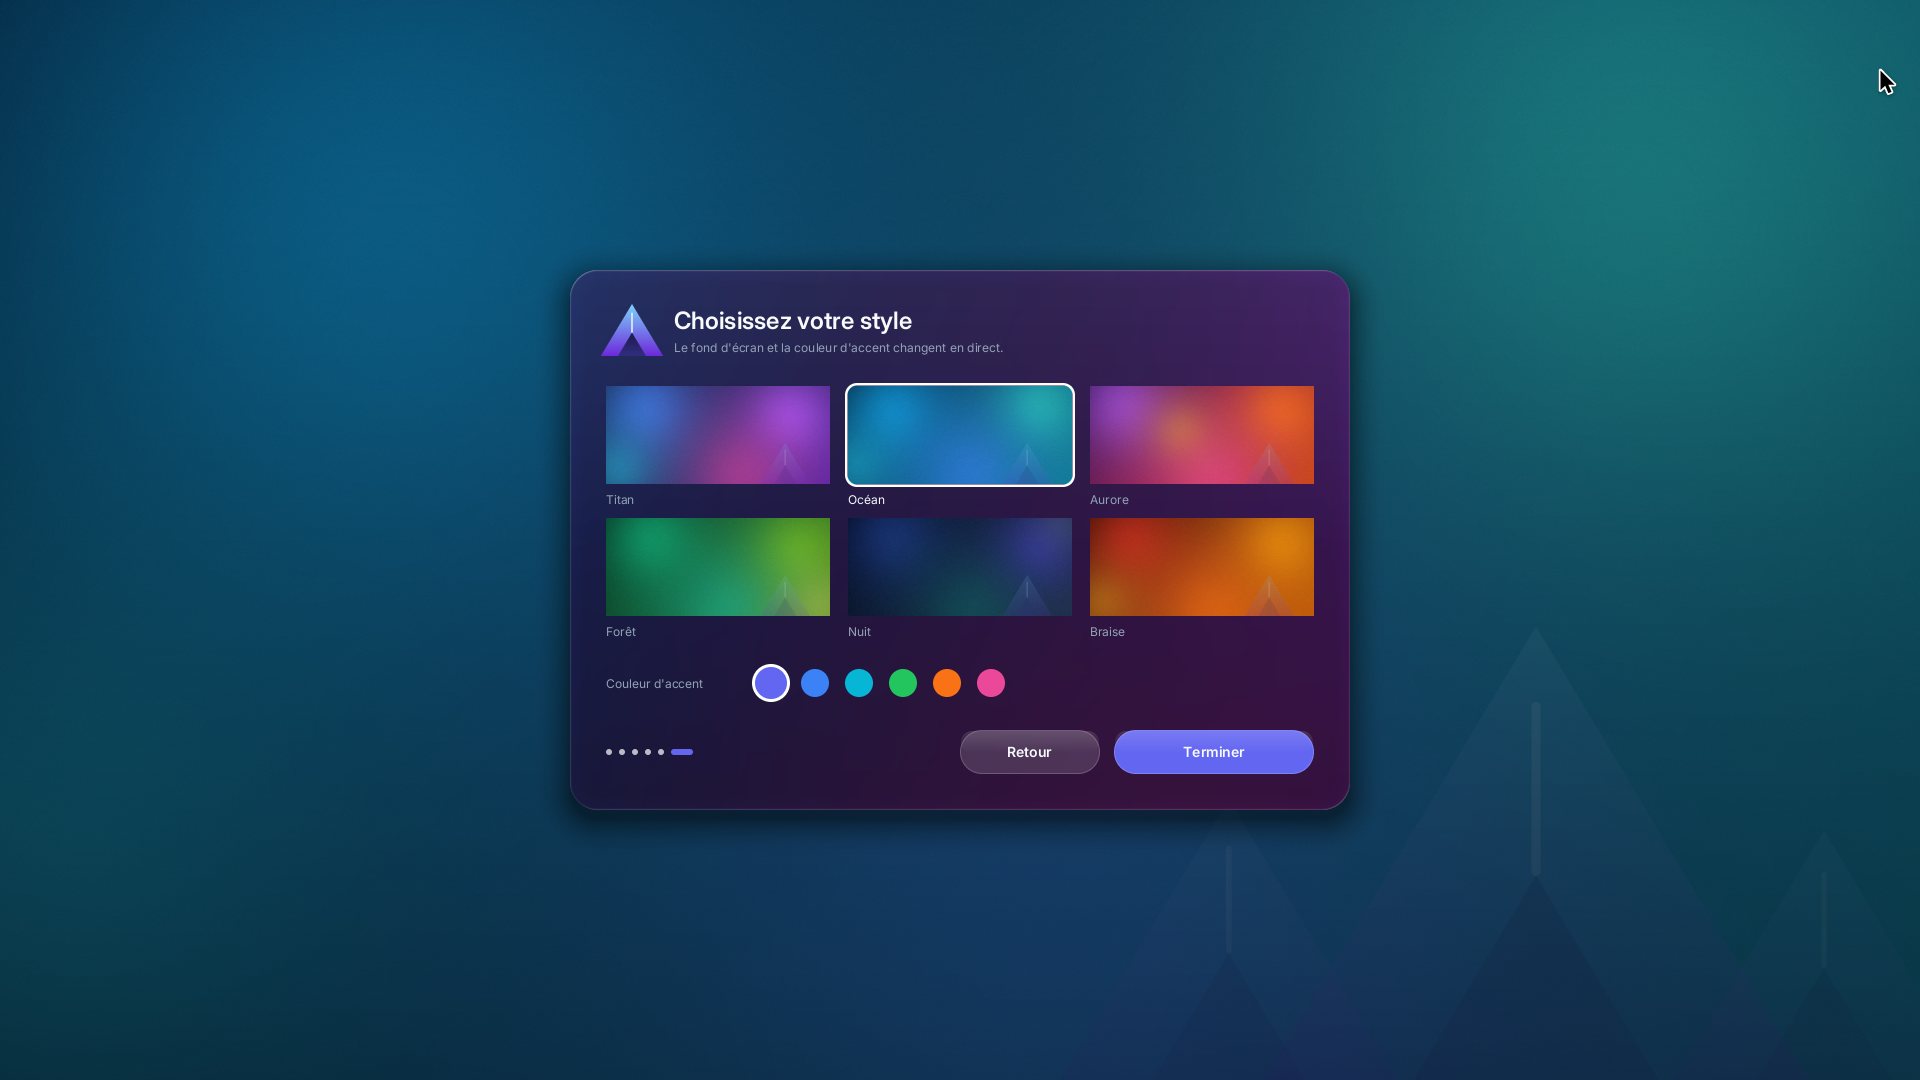 Choisissez votre style
Le fond d'écran et la couleur d'accent changent en direct.
Titan
Océan
Aurore
Forêt
Nuit
Braise
Couleur d'accent
Retour
Terminer